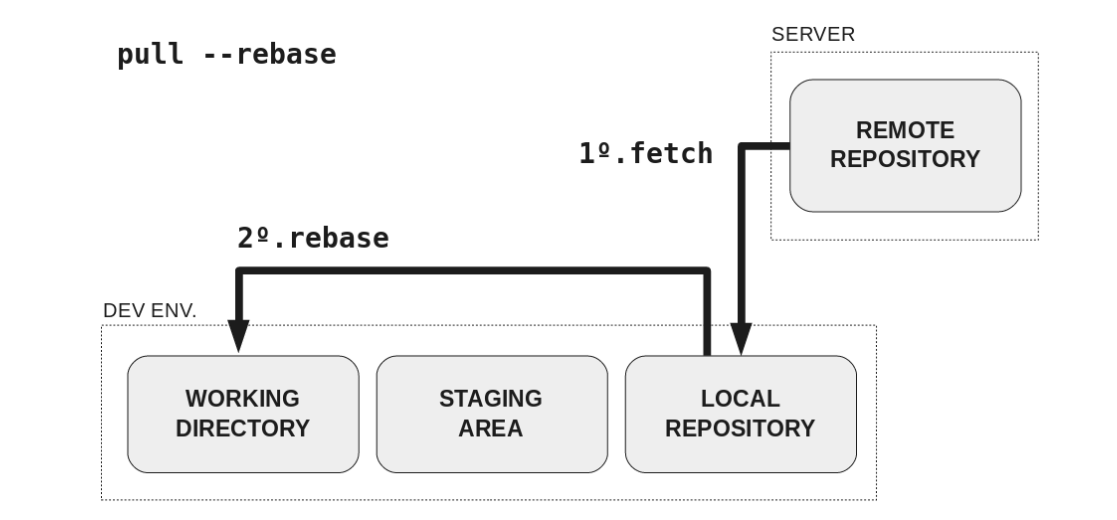 pull --rebase
SERVER
REMOTE
REPOSITORY
1º.fetch
2º.rebase
DEV ENV.
WORKING
DIRECTORY
STAGING
AREA
LOCAL
REPOSITORY